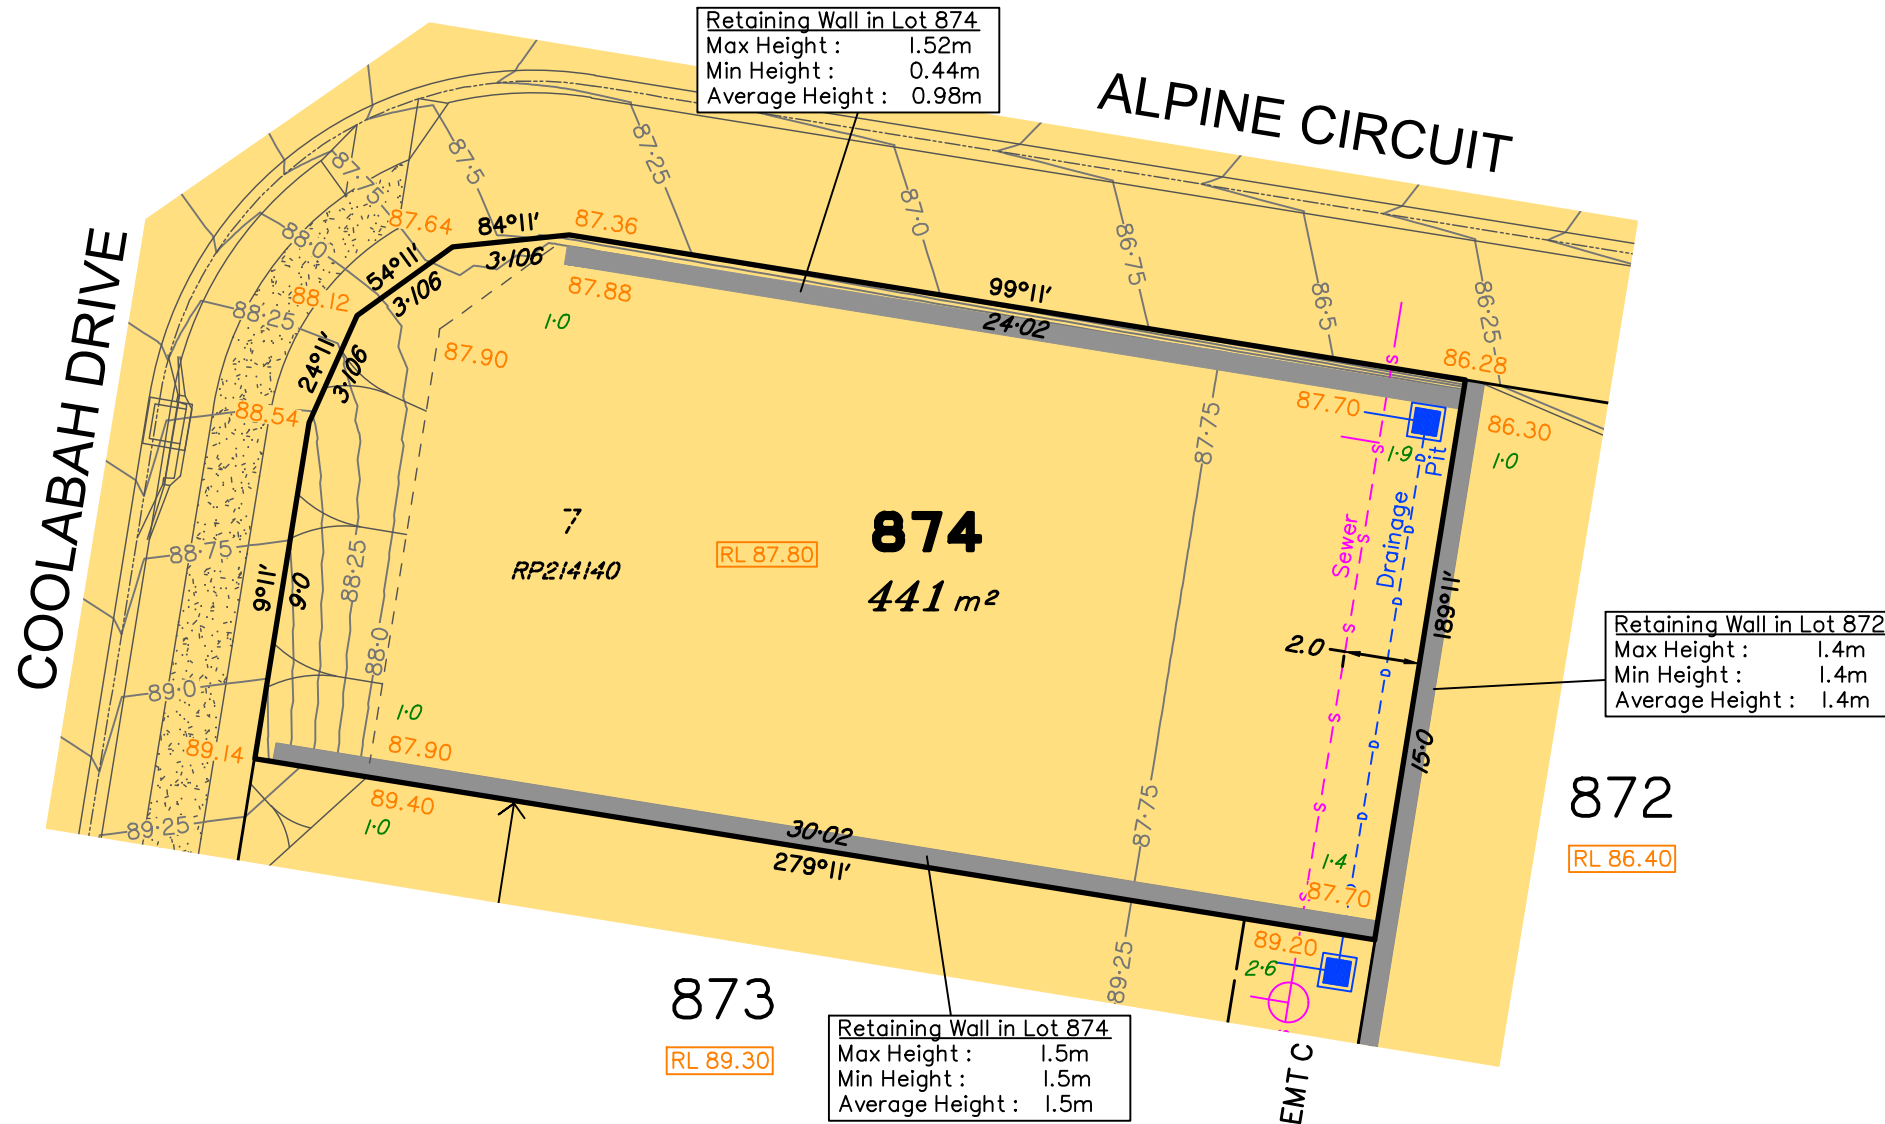 Retaining Wall in Lot 874
Max Height : 1.52m
Min Height : 0.44m
Average Height : 0.98m
ALPINE CIRCUIT
COOLABAH DRIVE
87·25
87·5
87·75
87·0
86·75
86·5
86·25
88·0
88·25
88·75
89·0
89·25
87.64
84°11'
3·106
87.36
54°11'
3·106
88.12
24°11'
3·106
88.54
87.88
1·0
87.90
99°11'
24·02
86.28
87.70
86.30
1·0
1·9
Pit
87·75
7
RP214140
RL 87.80
874
441 m²
Sewer
S
S
S
S
S
S
S
S
Drainage
D
D
D
D
D
D
189°11'
15·0
2.0
9°11'
9·0
88·25
88·0
1·0
87.90
89.14
89.40
1·0
30·02
279°11'
87·75
1·4
87.70
89.20
2·6
89·25
Retaining Wall in Lot 872
Max Height : 1.4m
Min Height : 1.4m
Average Height : 1.4m
872
RL 86.40
873
RL 89.30
Retaining Wall in Lot 874
Max Height : 1.5m
Min Height : 1.5m
Average Height : 1.5m
EMT C